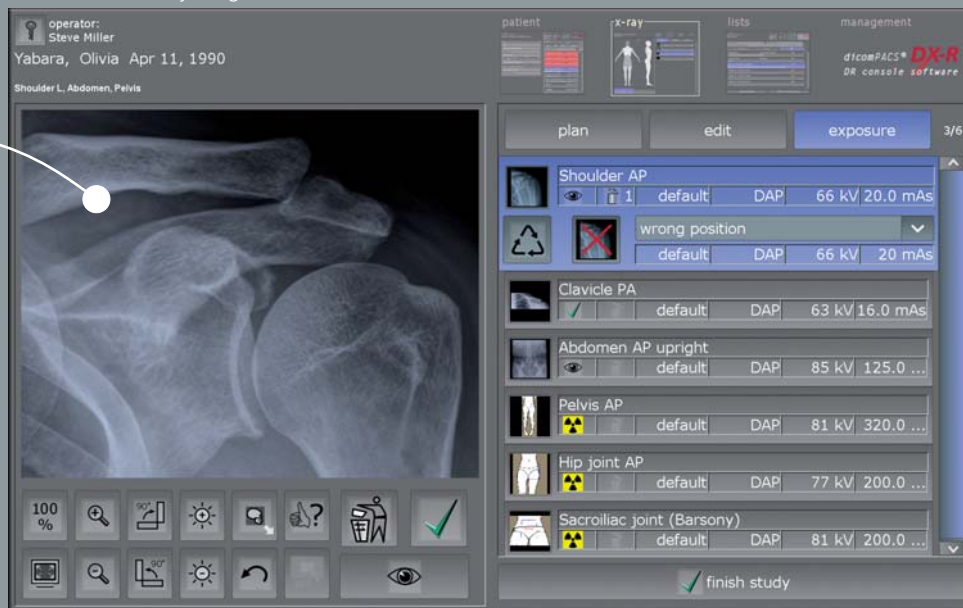 operator:
Steve Miller
Yabara, Olivia Apr 11, 1990
Shoulder L, Abdomen, Pelvis
patient
x-ray
lists
management
dicomPACS® DX-R
DR console software
plan
edit
exposure
3/6
Shoulder AP
1 default DAP 66 kV 20.0 mAs
wrong position
default DAP 66 kV 20 mAs
Clavicle PA
default DAP 63 kV 16.0 mAs
Abdomen AP upright
default DAP 85 kV 125.0 ...
Pelvis AP
default DAP 81 kV 320.0 ...
Hip joint AP
default DAP 77 kV 200.0 ...
Sacroiliac joint (Barsony)
default DAP 81 kV 200.0 ...
100
%
90°
?
90°
finish study